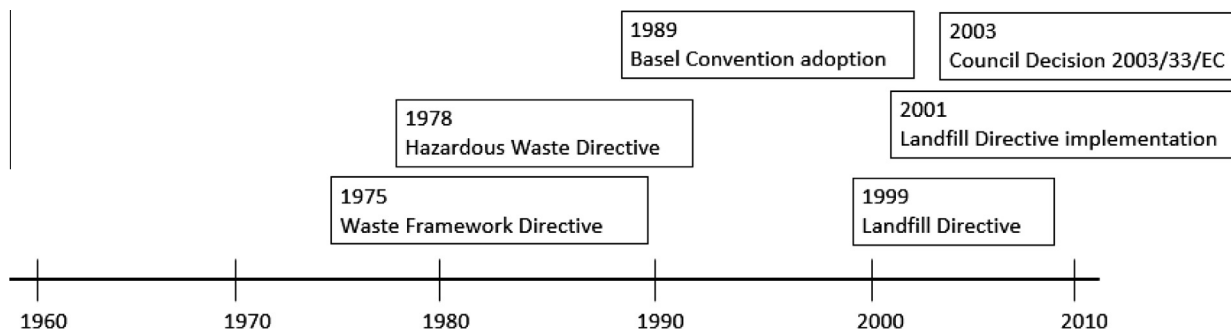 1989
Basel Convention adoption
2003
Council Decision 2003/33/EC
1978
Hazardous Waste Directive
2001
Landfill Directive implementation
1975
Waste Framework Directive
1999
Landfill Directive
1960
1970
1980
1990
2000
2010